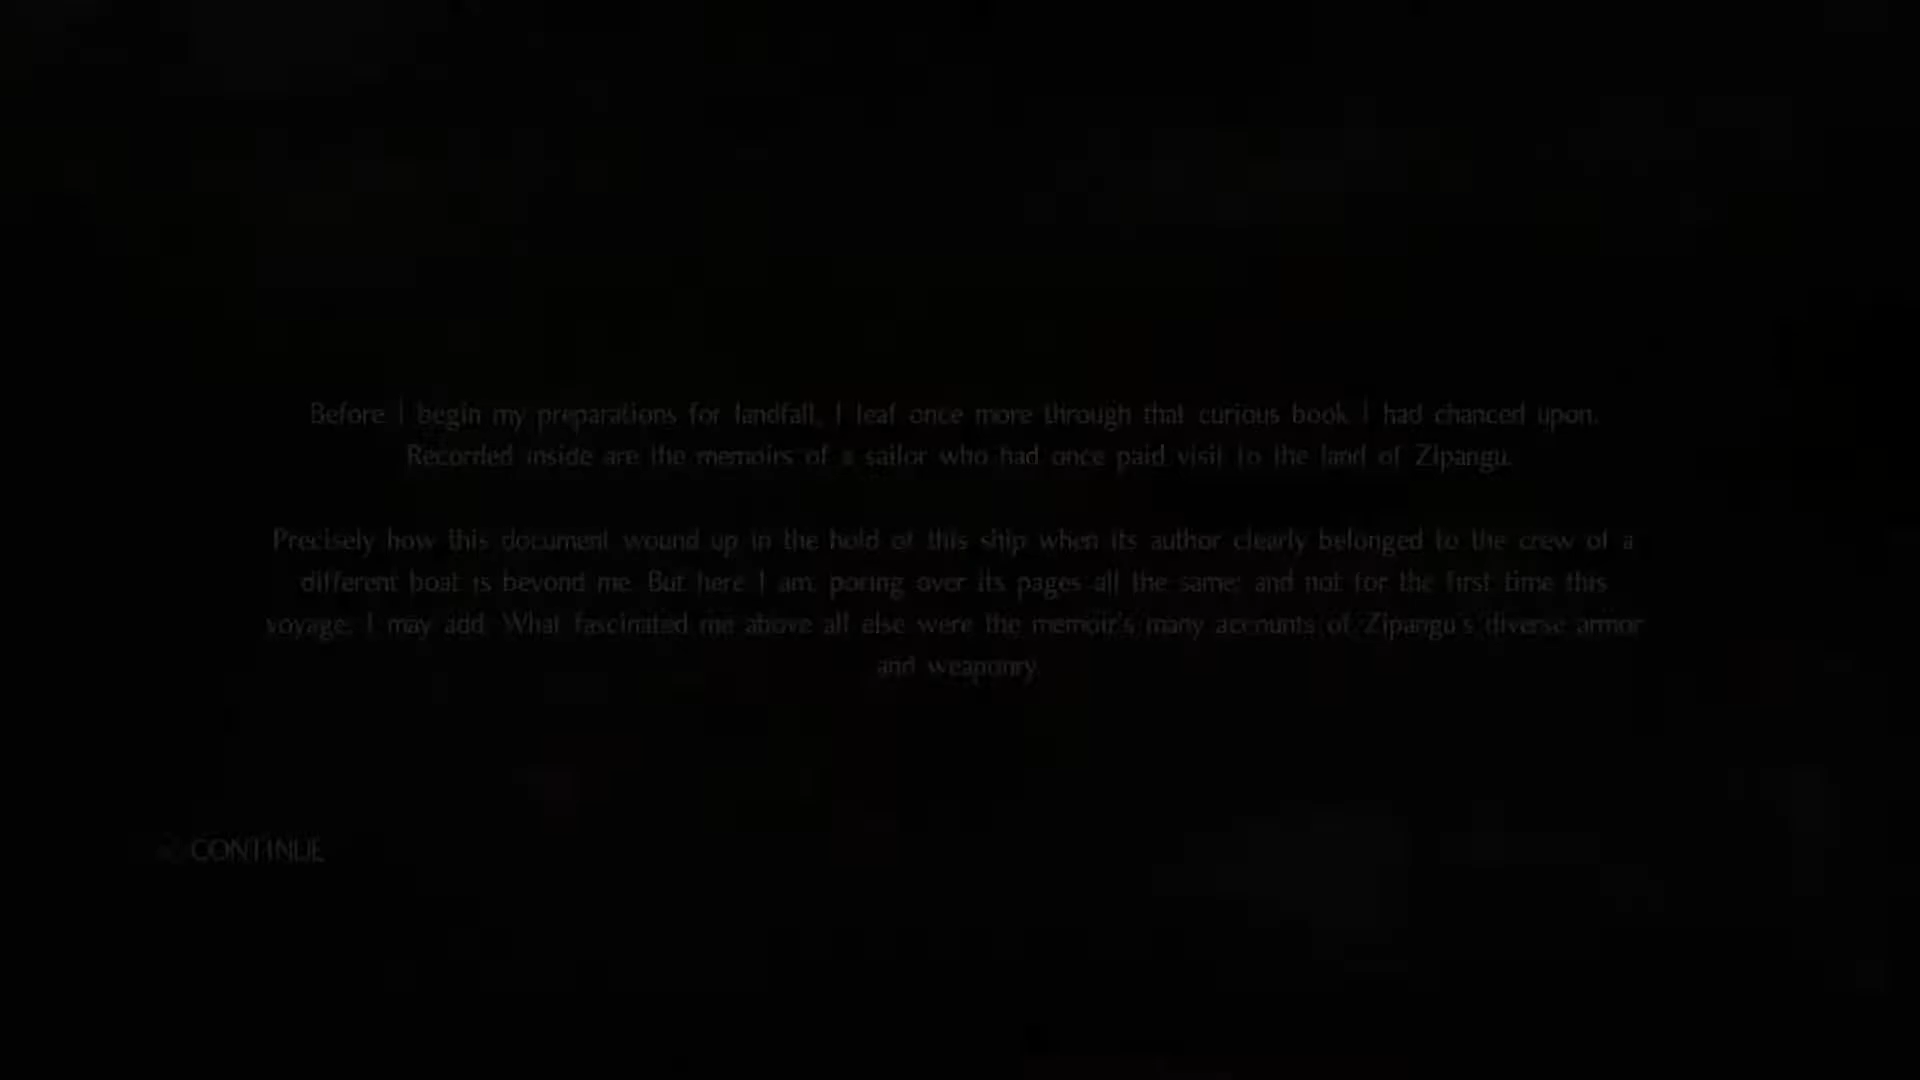 Before I begin my preparations for landfall, I leaf once more through that curious book I had chanced upon.
Recorded inside are the memoirs of a sailor who had once paid visit to the land of Zipangu.
Precisely how this document wound up in the hold of this ship when its author clearly belonged to the crew of a
different boat is beyond me. But here I am, poring over its pages all the same; and not for the first time this
voyage, I may add. What fascinated me above all else were the memoir's many accounts of Zipangu's diverse armor
and weaponry.
CONTINUE